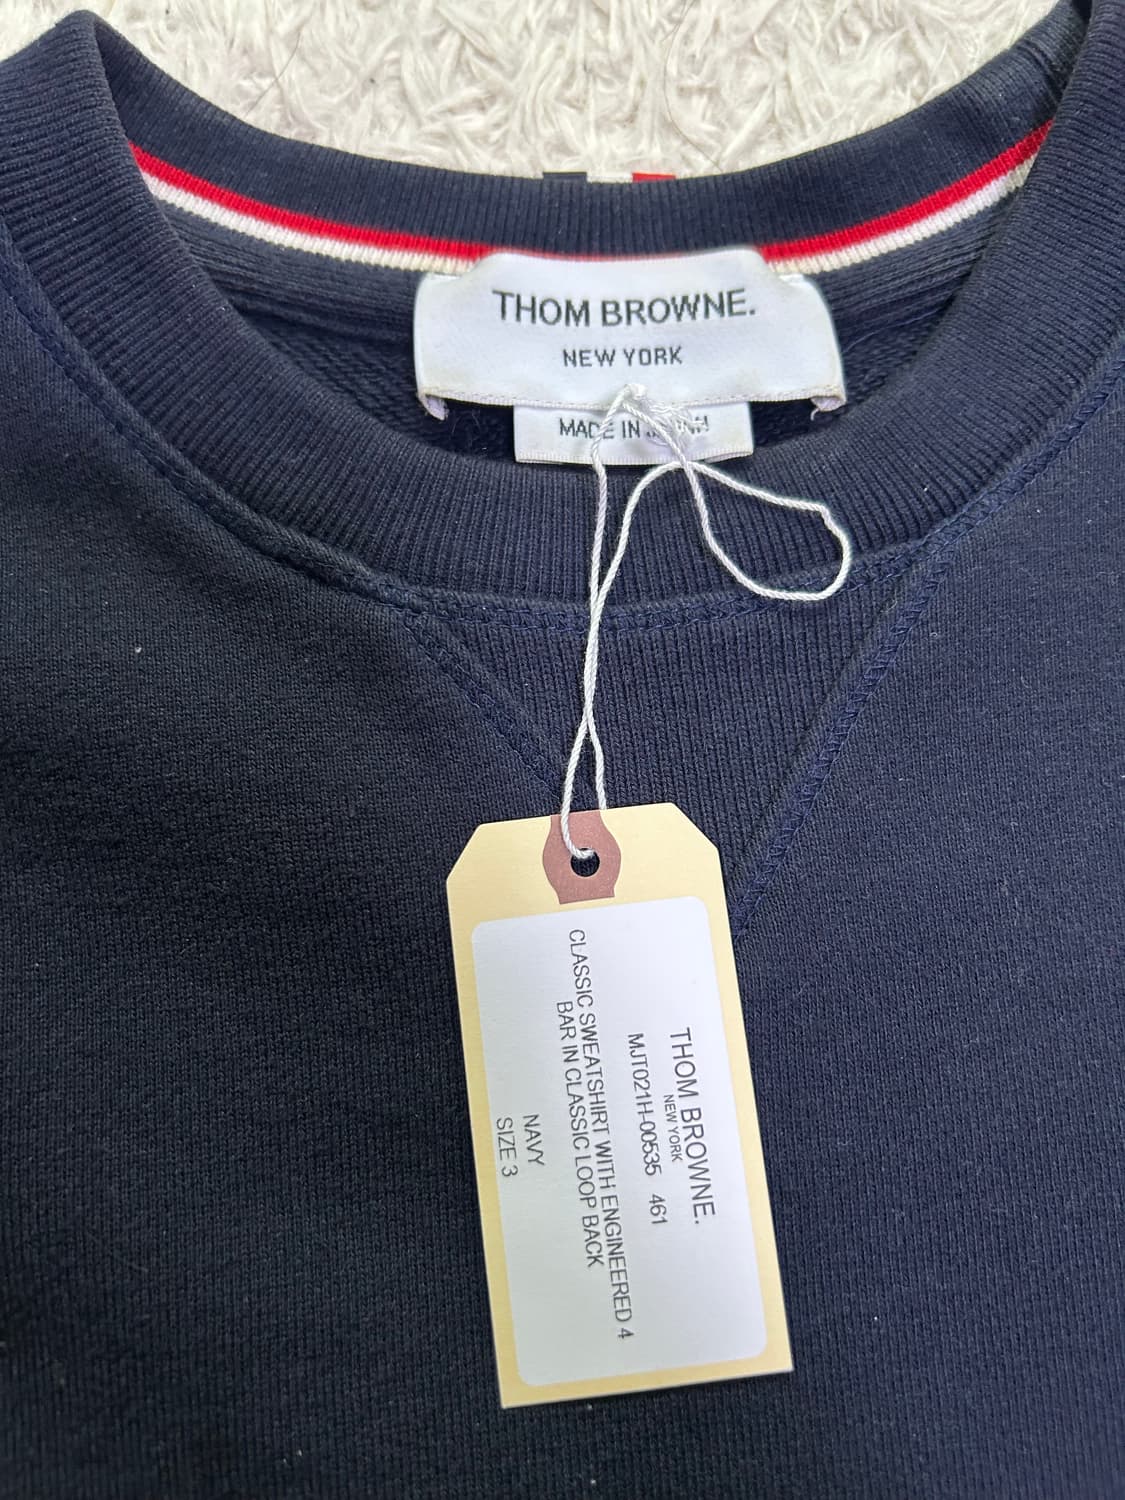 THOM BROWNE.
NEW YORK
MADE IN
THOM BROWNE.
NEW YORK
MJT021H-00535 461
CLASSIC SWEATSHIRT WITH ENGINEERED 4
BAR IN CLASSIC LOOP BACK
NAVY
SIZE 3